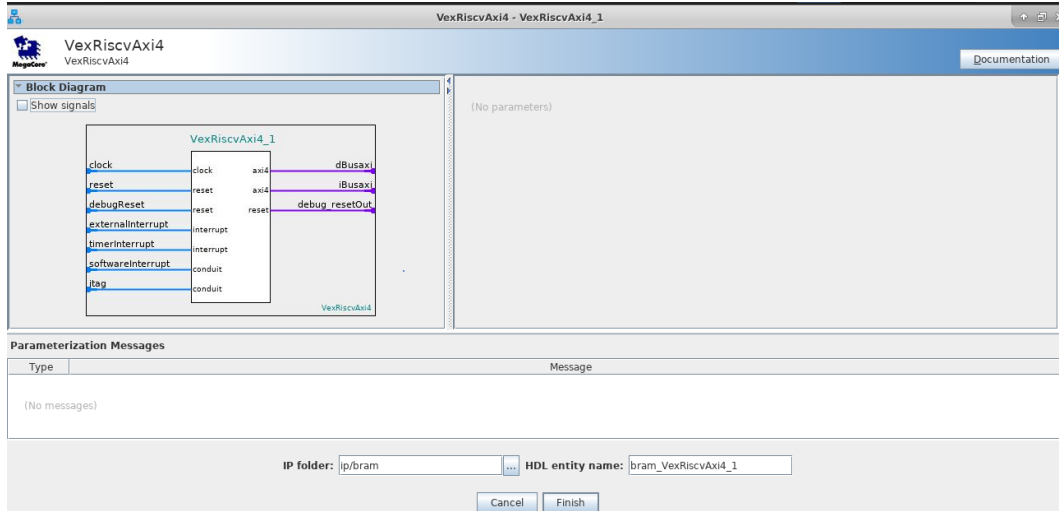 VexRiscvAxi4 - VexRiscvAxi4_1
MegaCore'
VexRiscvAxi4
VexRiscvAxi4
Documentation
Block Diagram
Show signals
(No parameters)
VexRiscvAxi4_1
clock
clock
axi4
dBusaxi
reset
reset
axi4
iBusaxi
debugReset
reset
reset
debug_resetOut
externalInterrupt
interrupt
timerInterrupt
interrupt
softwareInterrupt
conduit
jtag
conduit
VexRiscvAxi4
Parameterization Messages
Type Message
(No messages)
IP folder: ip/bram ... HDL entity name: bram_VexRiscvAxi4_1
Cancel Finish